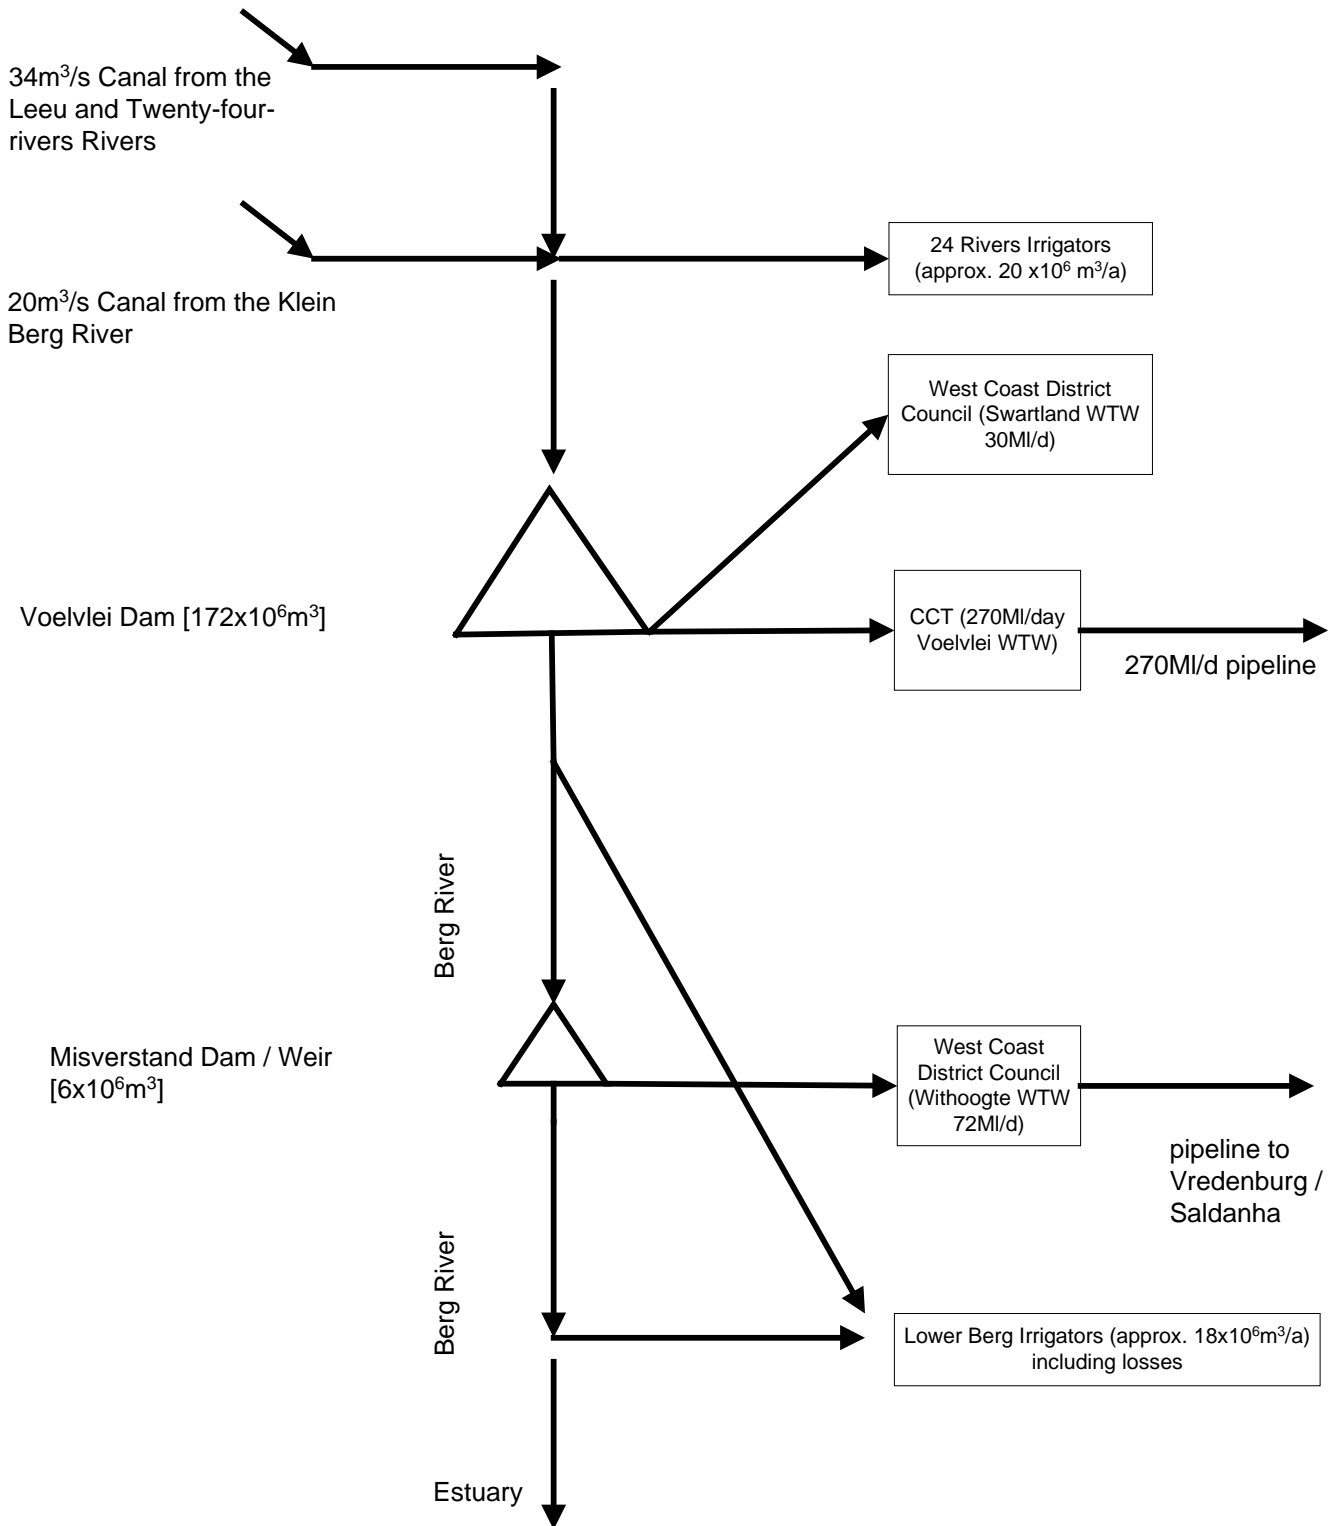 34m³/s Canal from the
Leeu and Twenty-four-
rivers Rivers
24 Rivers Irrigators
(approx. 20 x10⁶ m³/a)
20m³/s Canal from the Klein
Berg River
West Coast District
Council (Swartland WTW
30Ml/d)
Voelvlei Dam [172x10⁶m³]
CCT (270Ml/day
Voelvlei WTW)
270Ml/d pipeline
Berg River
Misverstand Dam / Weir
[6x10⁶m³]
West Coast
District Council
(Withoogte WTW
72Ml/d)
pipeline to
Vredenburg /
Saldanha
Berg River
Lower Berg Irrigators (approx. 18x10⁶m³/a)
including losses
Estuary